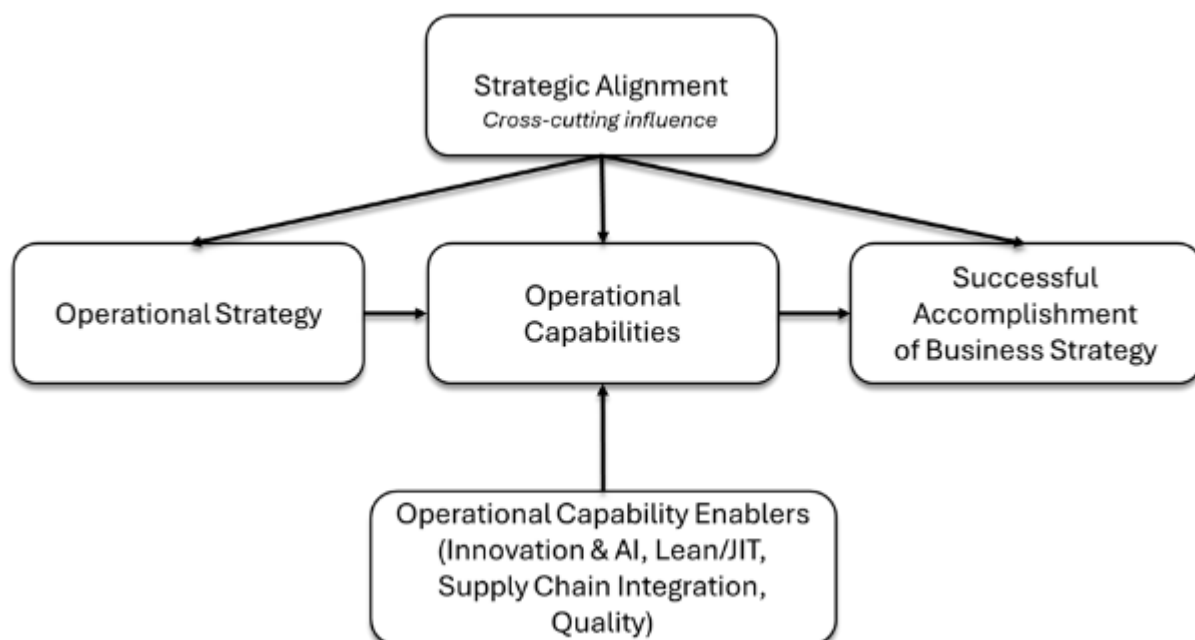 Strategic Alignment
Cross-cutting influence
Operational Strategy
Operational
Capabilities
Successful
Accomplishment
of Business Strategy
Operational Capability Enablers
(Innovation & AI, Lean/JIT,
Supply Chain Integration,
Quality)